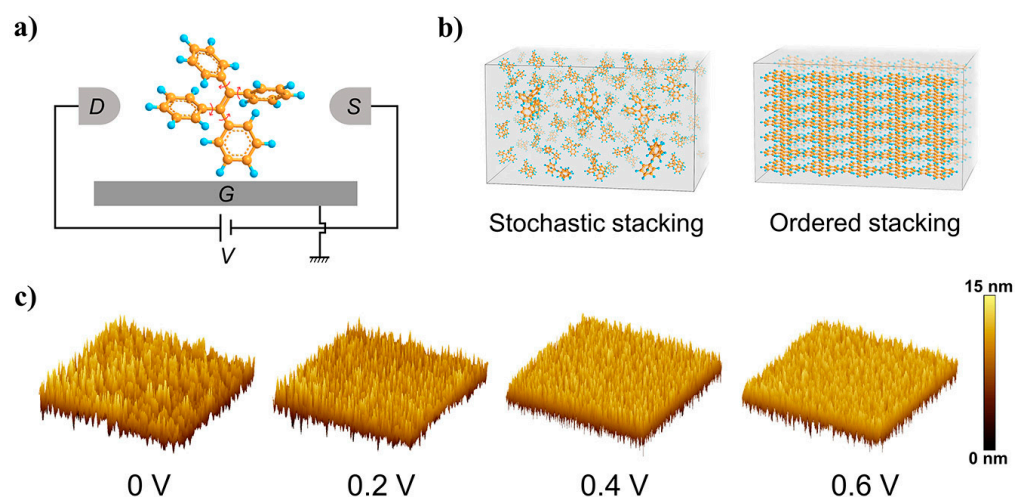 a)
D
S
G
V
b)
Stochastic stacking
Ordered stacking
c)
15 nm
0 nm
0 V
0.2 V
0.4 V
0.6 V